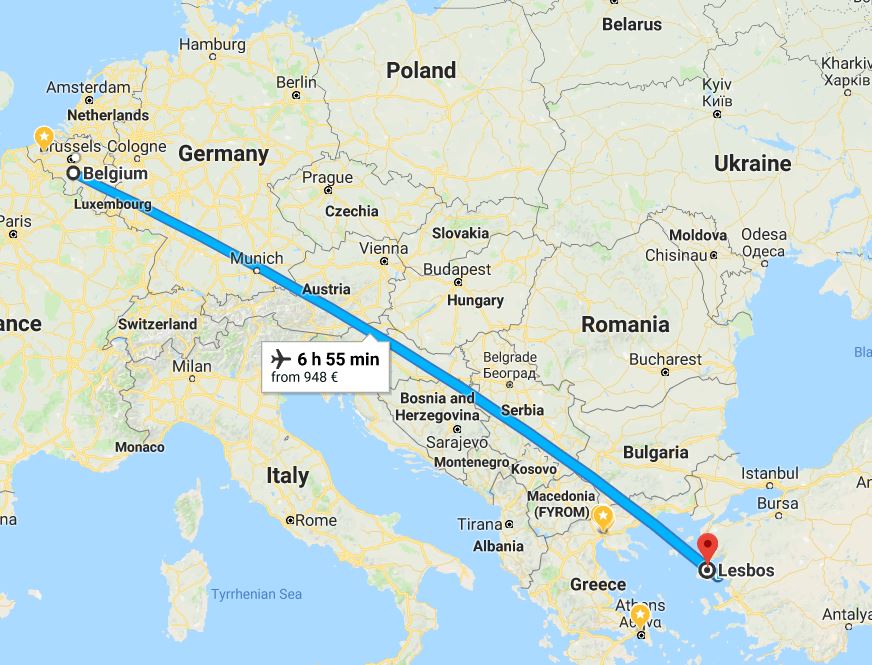 Belarus
Hamburg
Poland
Kharkiv
Харків
Berlin
Kyiv
Київ
Amsterdam
Netherlands
Brussels
Cologne
Germany
Ukraine
Belgium
Prague
Luxembourg
Czechia
Paris
Slovakia
Moldova
Odesa
Одеса
Vienna
Chisinau
Munich
Budapest
Austria
Hungary
ance
Switzerland
Romania
6 h 55 min
from 948 €
Belgrade
Београд
Bucharest
Milan
Bla
Bosnia and
Herzegovina
Serbia
Sarajevo
Monaco
Bulgaria
Montenegro
Kosovo
Italy
Istanbul
An
Macedonia
(FYROM)
Bursa
na
Rome
Tirana
Albania
Lesbos
Greece
Tyrrhenian Sea
Athens
Αθήνα
Antalya